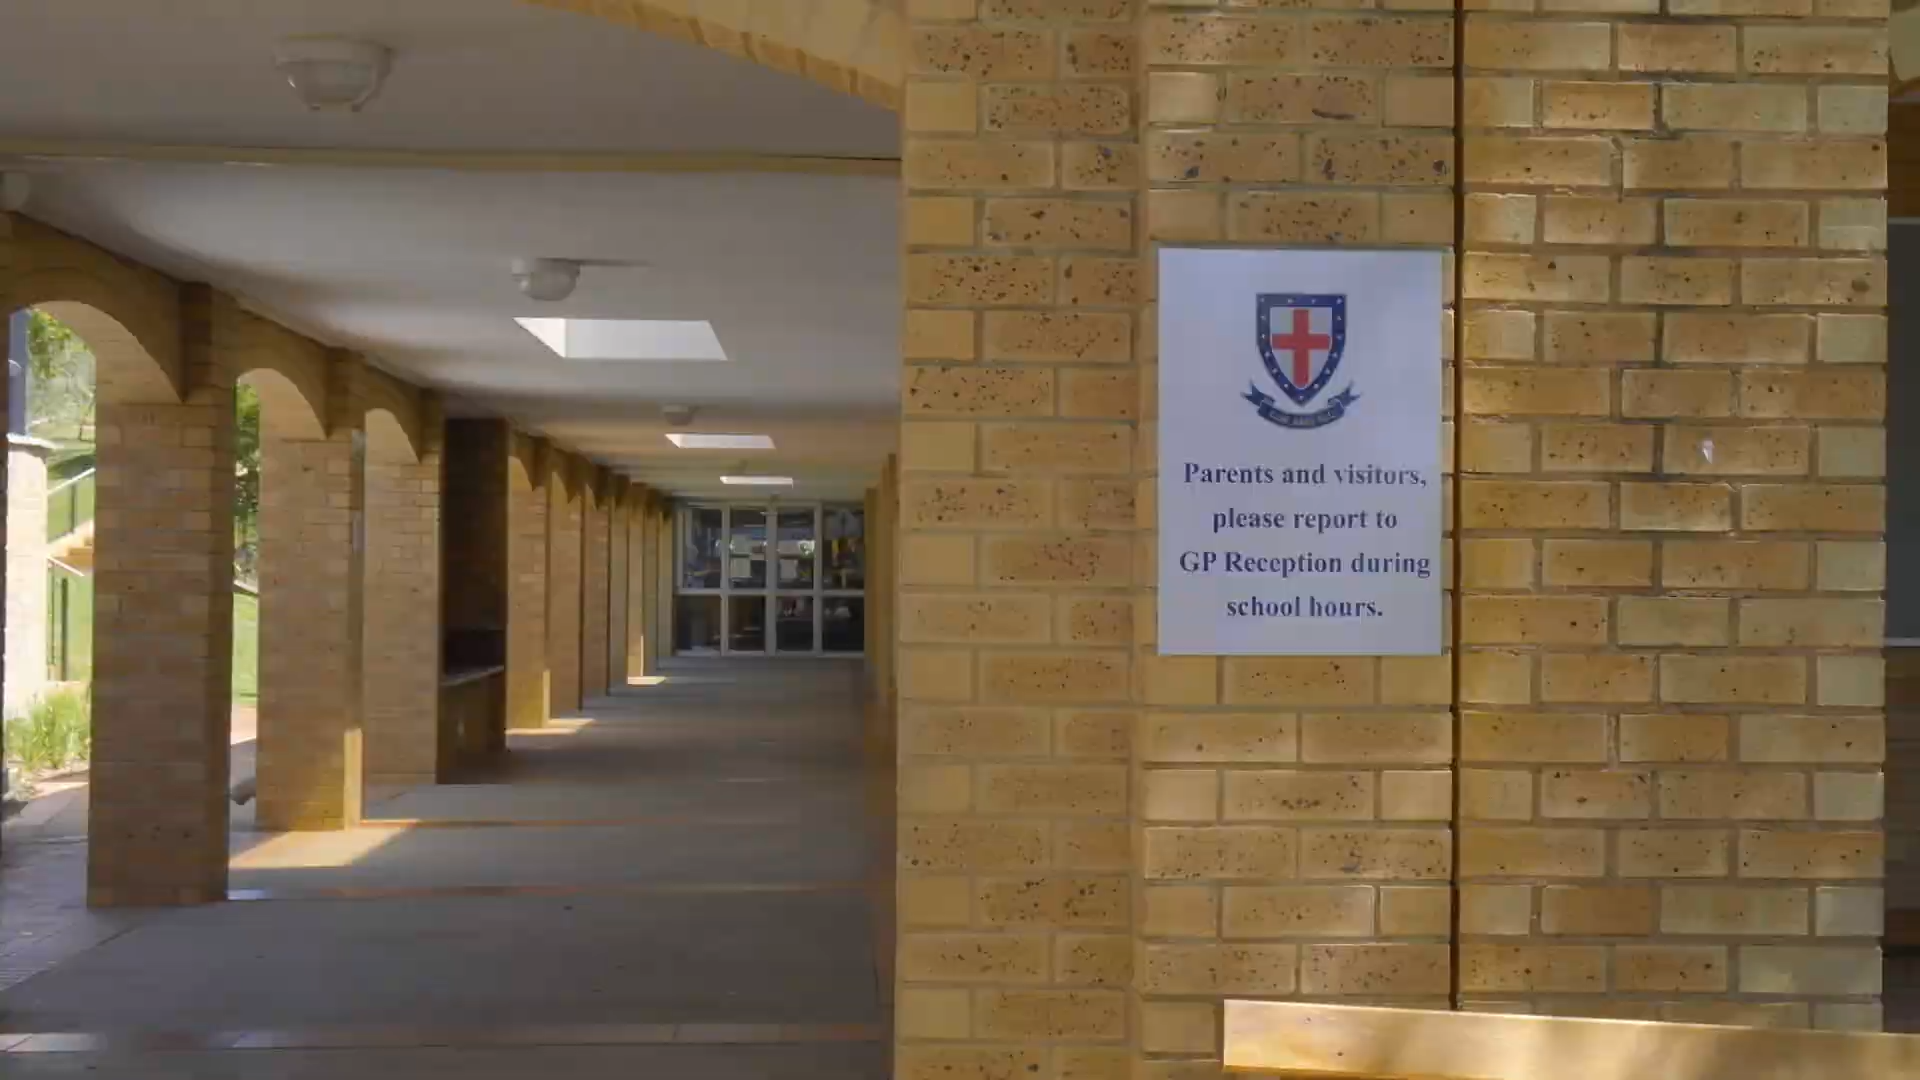 Parents and visitors,
please report to
GP Reception during
school hours.